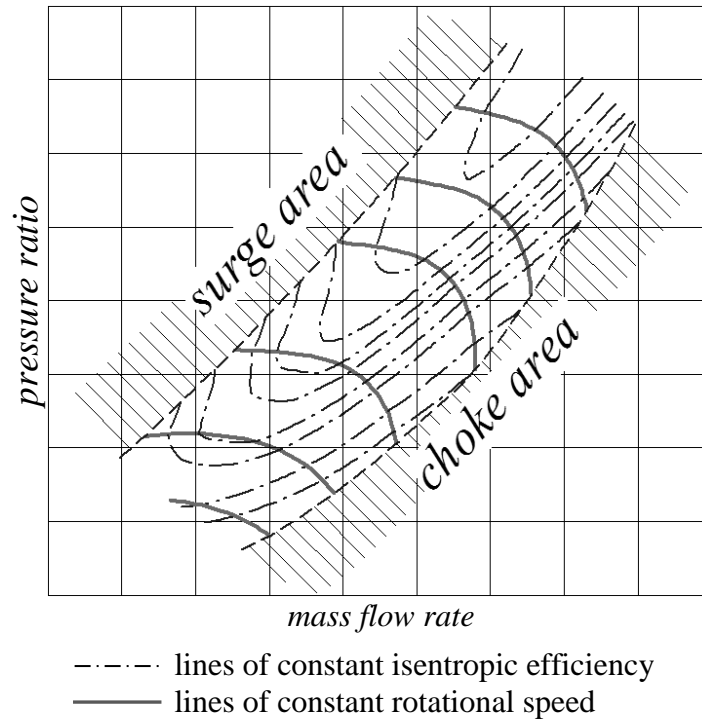 surge area
pressure ratio
choke area
mass flow rate
lines of constant isentropic efficiency
lines of constant rotational speed